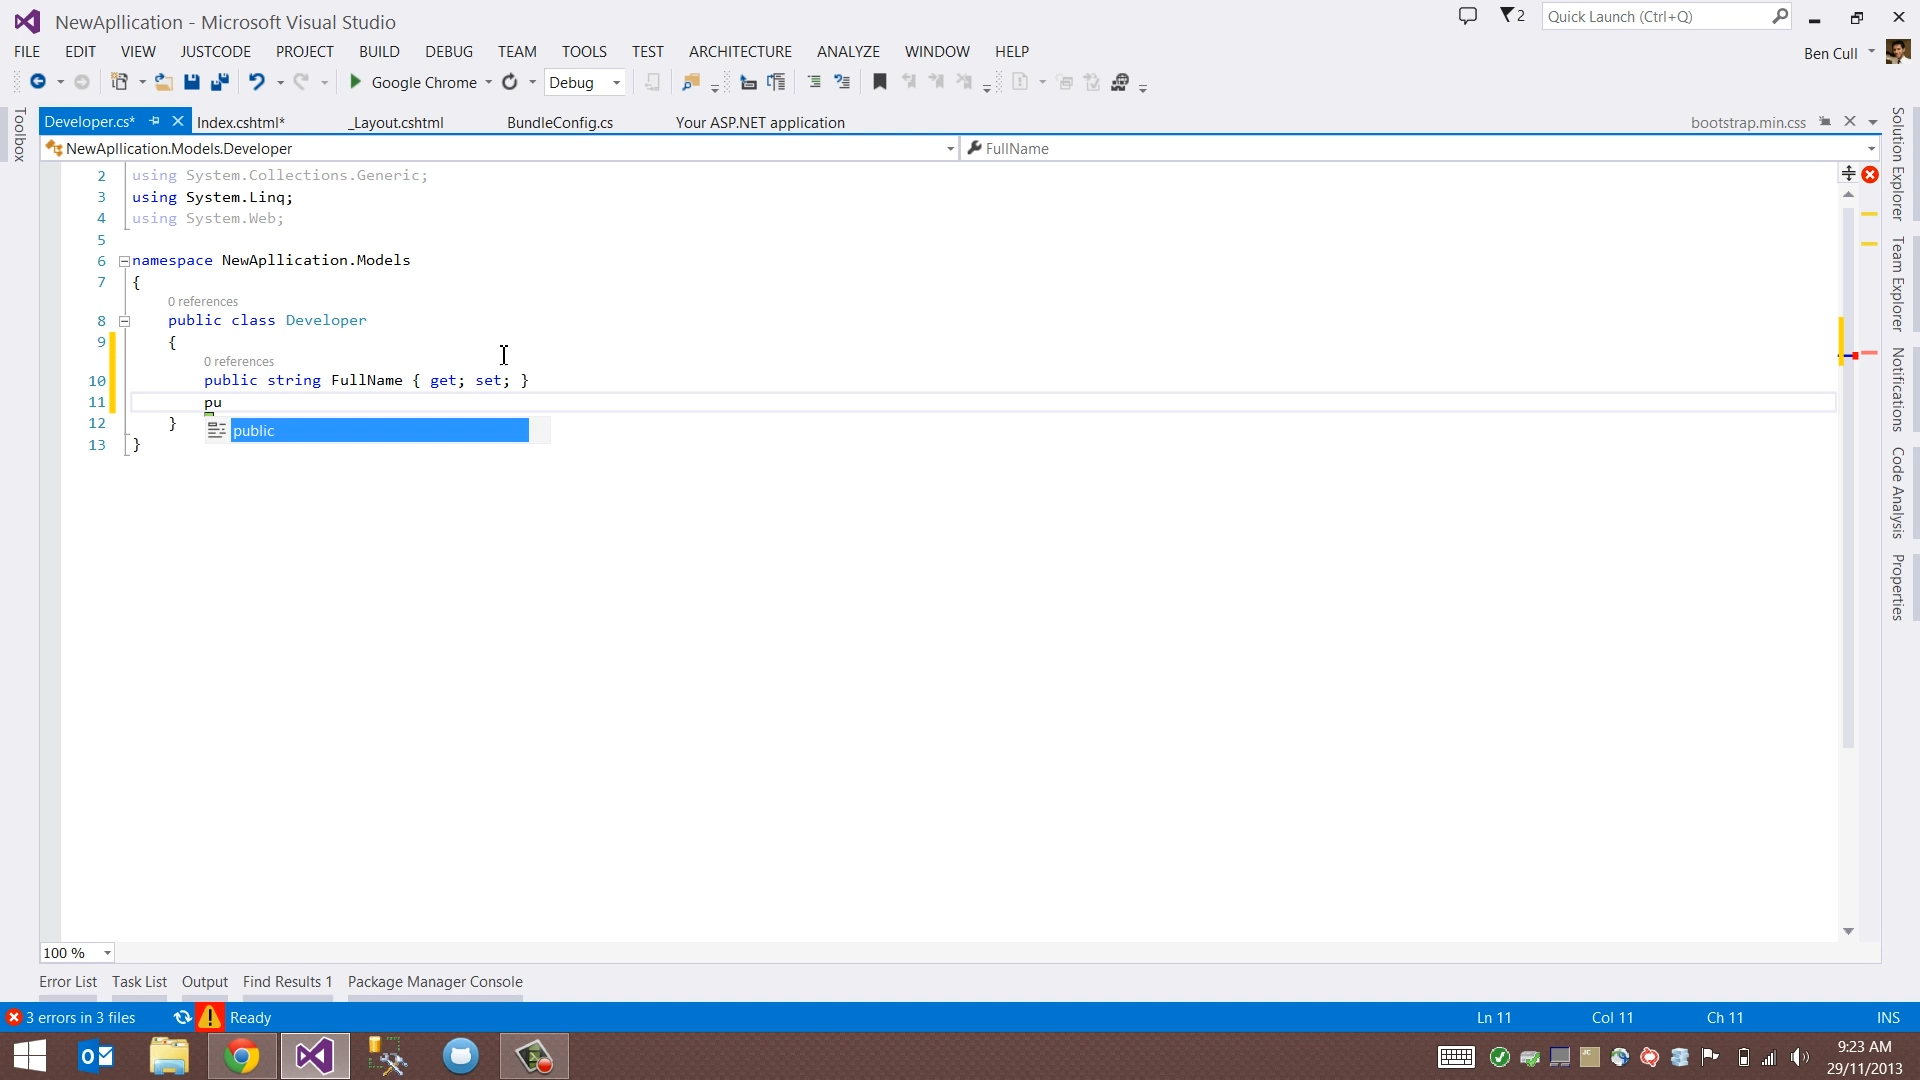 NewApllication - Microsoft Visual Studio
2
Quick Launch (Ctrl+Q)
FILE EDIT VIEW JUSTCODE PROJECT BUILD DEBUG TEAM TOOLS TEST ARCHITECTURE ANALYZE WINDOW HELP
Ben Cull
Google Chrome
Debug
Toolbox
Developer.cs* Index.cshtml* _Layout.cshtml BundleConfig.cs Your ASP.NET application bootstrap.min.css
NewApllication.Models.Developer FullName
2 using System.Collections.Generic;
3 using System.Linq;
4 using System.Web;
5
6 namespace NewApllication.Models
7 {
0 references
8 public class Developer
9 {
0 references
10 public string FullName { get; set; }
11 pu
12 }
public
13 }
Solution Explorer
Team Explorer
Notifications
Code Analysis
Properties
100 %
Error List Task List Output Find Results 1 Package Manager Console
3 errors in 3 files Ready Ln 11 Col 11 Ch 11 INS
9:23 AM
29/11/2013